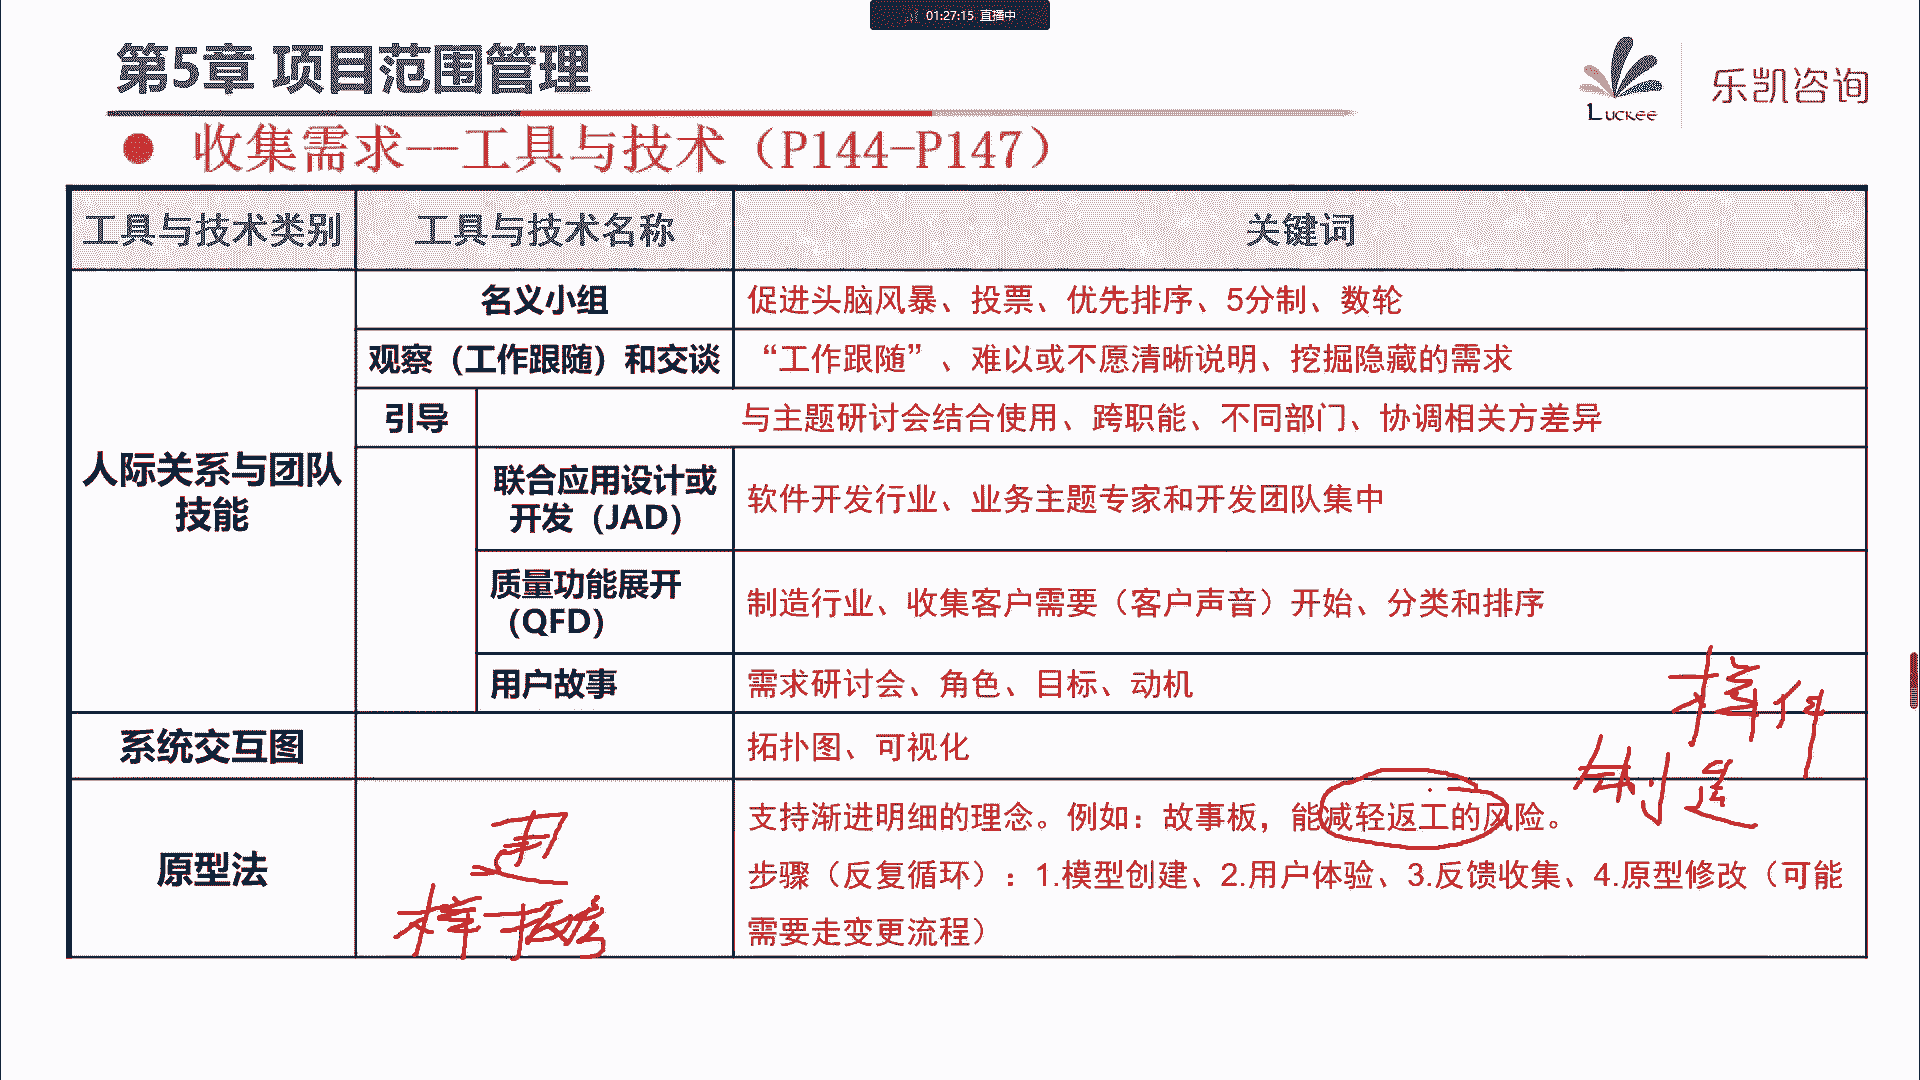 01:27:15 直播中
第5章 项目范围管理
LUCKEE
乐凯咨询
● 收集需求--工具与技术（P144-P147）
工具与技术类别 工具与技术名称 关键词
人际关系与团队
技能
名义小组 促进头脑风暴、投票、优先排序、5分制、数轮
观察（工作跟随）和交谈 “工作跟随”、难以或不愿清晰说明、挖掘隐藏的需求
引导 与主题研讨会结合使用、跨职能、不同部门、协调相关方差异
联合应用设计或
开发（JAD） 软件开发行业、业务主题专家和开发团队集中
质量功能展开
（QFD） 制造行业、收集客户需要（客户声音）开始、分类和排序
用户故事 需求研讨会、角色、目标、动机
样件
制造
系统交互图 拓扑图、可视化
原型法
支持渐进明细的理念。例如：故事板，能减轻返工的风险。
步骤（反复循环）：1.模型创建、2.用户体验、3.反馈收集、4.原型修改（可能
需要走变更流程）
样